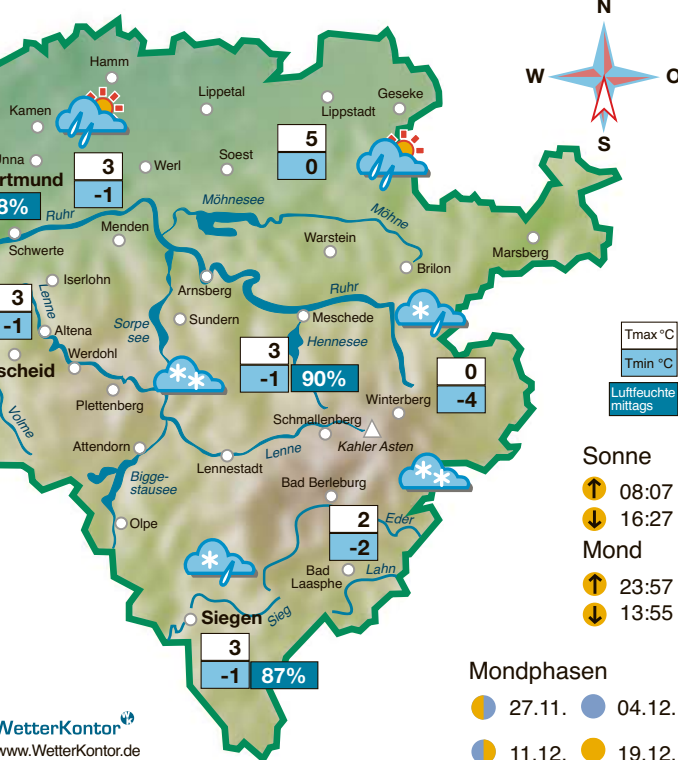 N
W
O
S
Hamm
Lippetal
Geseke
Kamen
Lippstadt
Unna
Werl
Soest
rtmund
3
-1
5
0
8%
Ruhr
Möhnesee
Möhne
Menden
Schwerte
Warstein
Marsberg
Brilon
Iserlohn
Lenne
Arnsberg
Ruhr
3
-1
Sorpe
see
Sundern
Meschede
Altena
Hennesee
Werdohl
scheid
3
-1
90%
0
-4
Tmax °C
Tmin °C
Luftfeuchte
mittags
Plettenberg
Winterberg
Volme
Schmallenberg
Kahler Asten
Attendorn
Lenne
Lennestadt
Bigge-
stausee
Bad Berleburg
Olpe
2
-2
Eder
Bad
Laasphe
Lahn
Siegen
Sieg
3
-1
87%
Sonne
08:07
16:27
Mond
23:57
13:55
Mondphasen
27.11.
04.12.
11.12.
19.12.
WetterKontor
www.WetterKontor.de